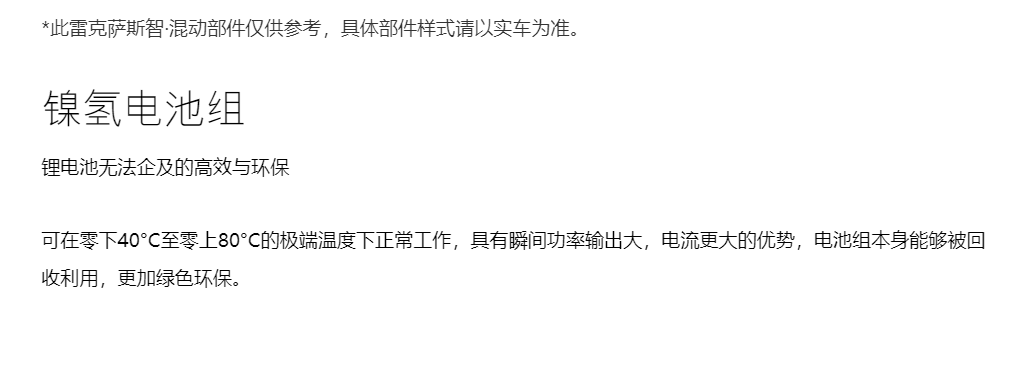 *此雷克萨斯智·混动部件仅供参考，具体部件样式请以实车为准。
镍氢电池组
锂电池无法企及的高效与环保
可在零下40°C至零上80°C的极端温度下正常工作，具有瞬间功率输出大，电流更大的优势，电池组本身能够被回
收利用，更加绿色环保。